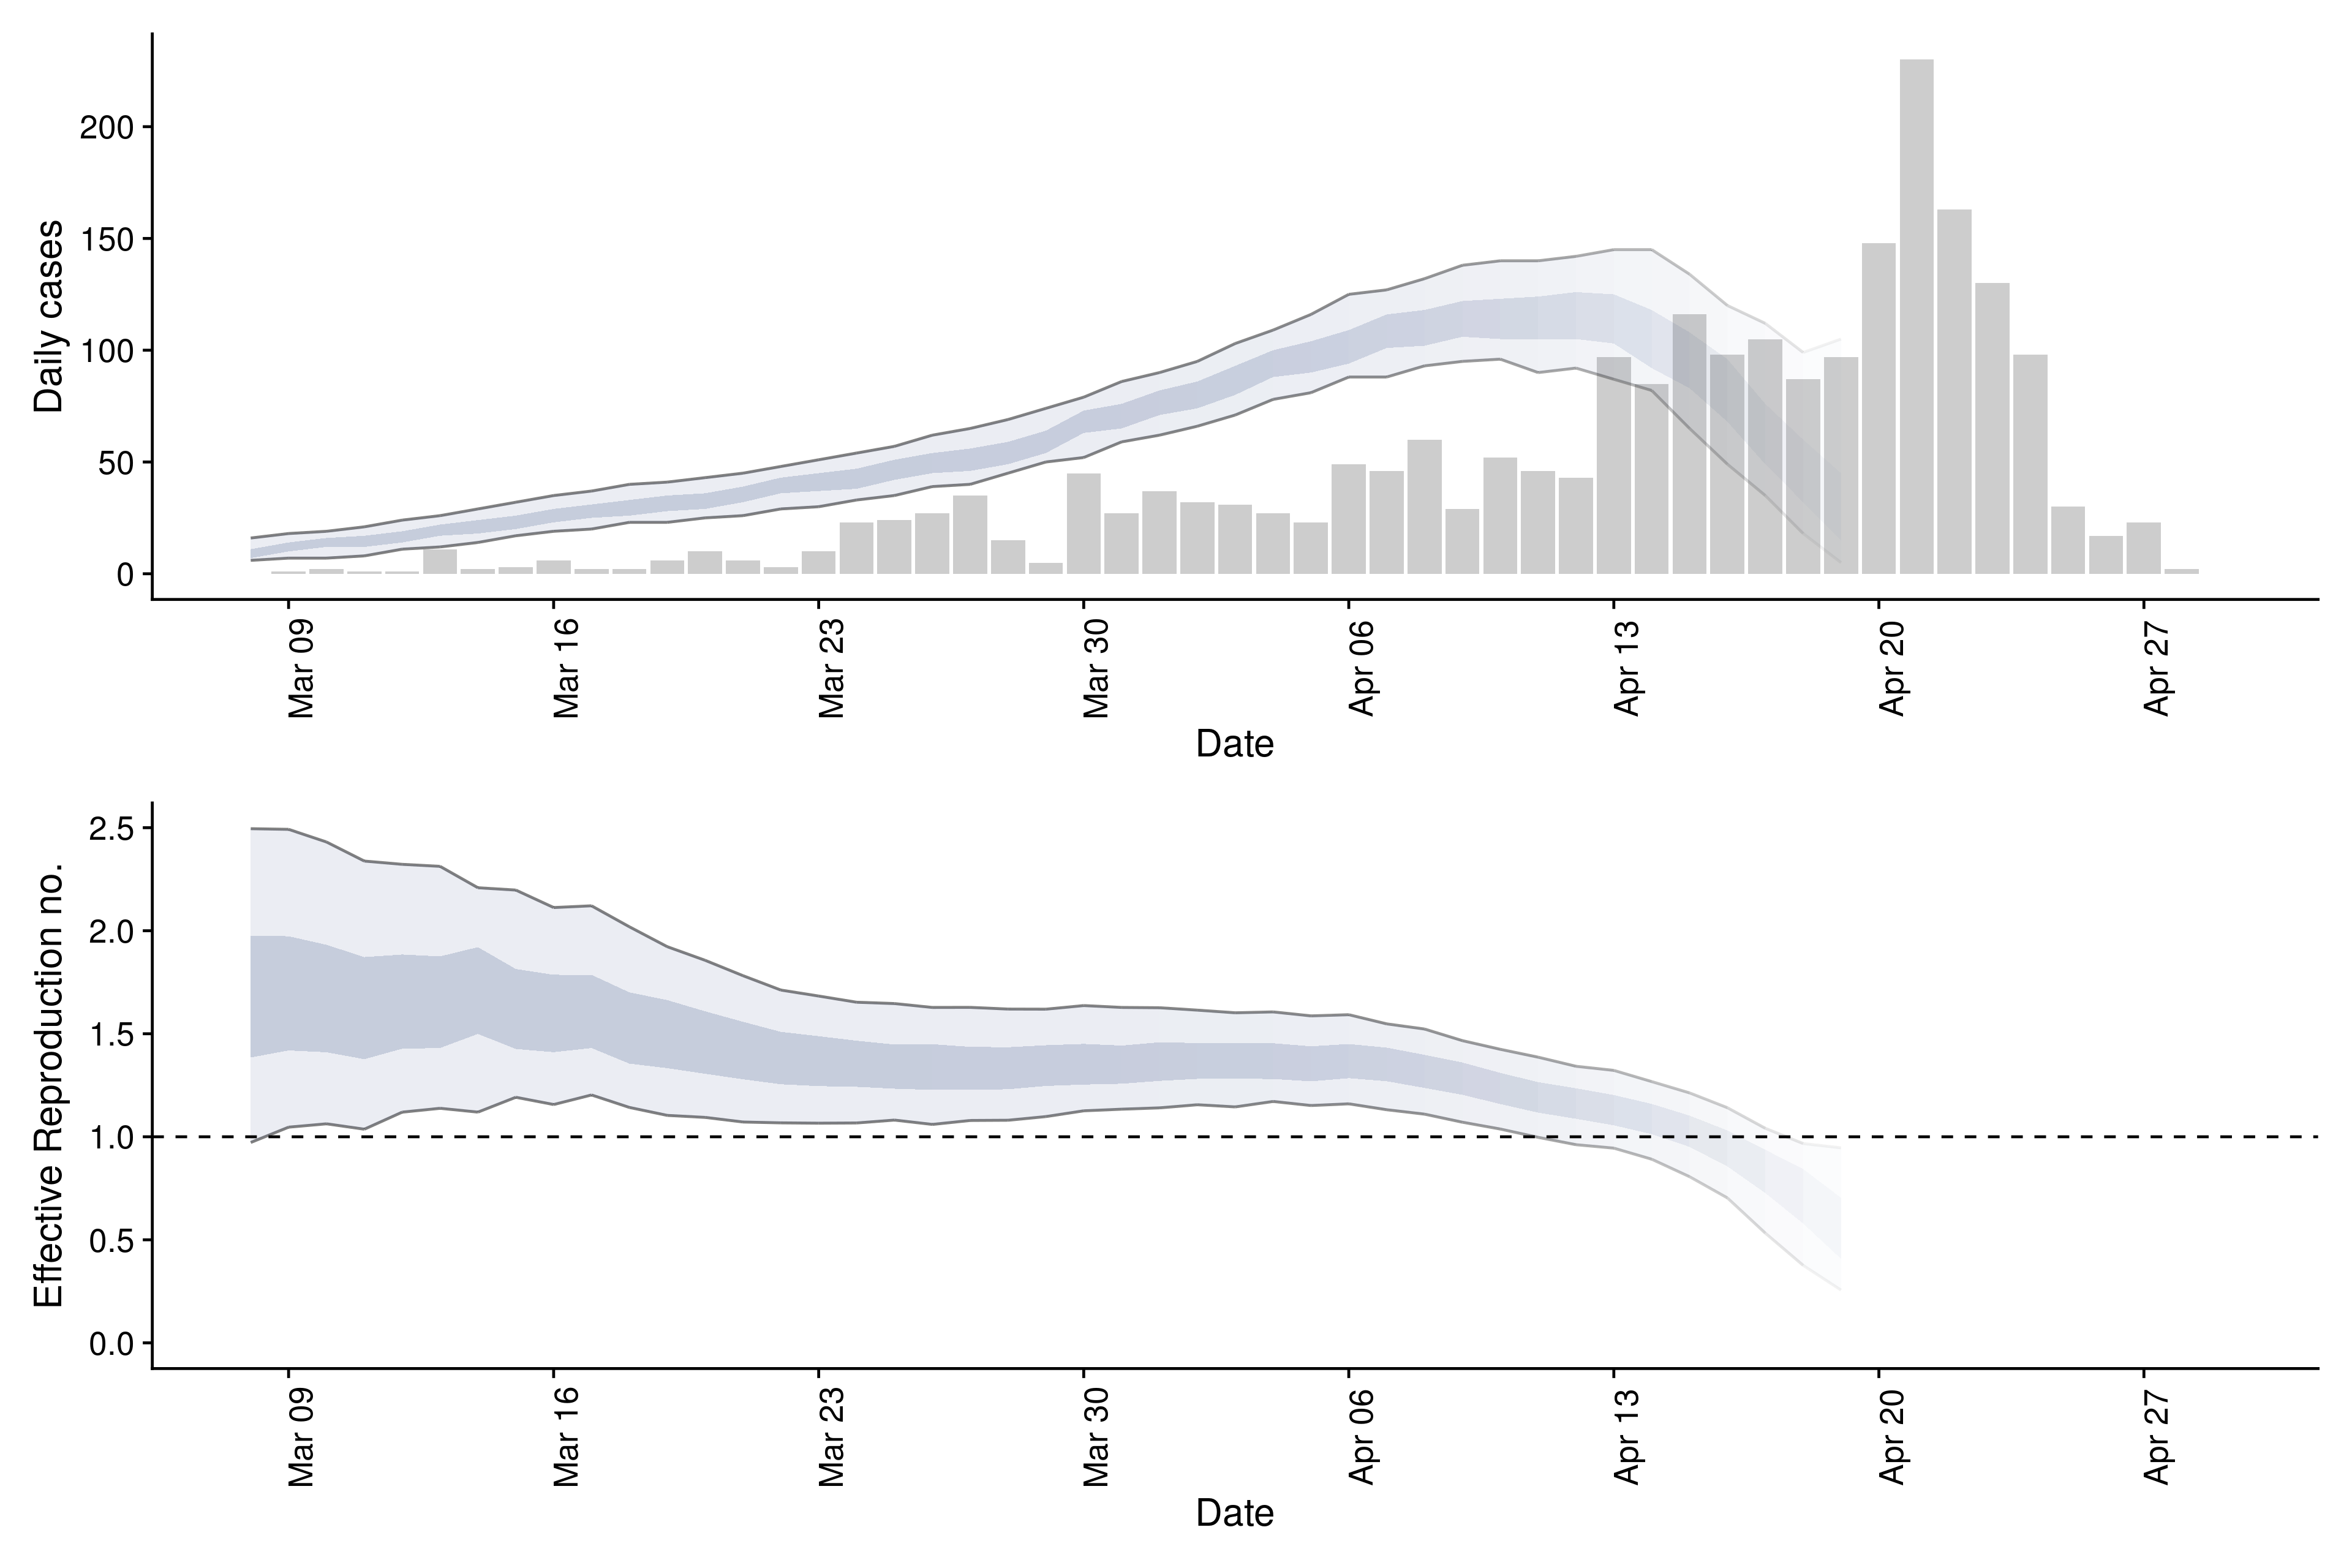 Daily cases
200
150
100
50
0
Mar 09
Mar 16
Mar 23
Mar 30
Apr 06
Apr 13
Apr 20
Apr 27
Date
Effective Reproduction no.
2.5
2.0
1.5
1.0
0.5
0.0
Mar 09
Mar 16
Mar 23
Mar 30
Apr 06
Apr 13
Apr 20
Apr 27
Date